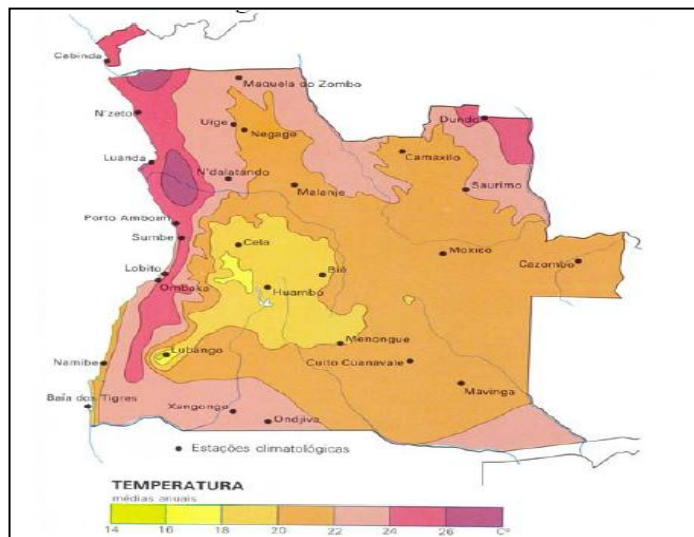 Cabinda
Maquela do Zombo
N'zeto
Uige
Negage
Dundo
Luanda
Camaxilo
N'dalatando
Malanje
Saurimo
Porto Amboim
Sumbe
Cela
Moxico
Cazombo
Lobito
Bié
Ombaka
Huambo
Menongue
Lubango
Cuito Cuanavale
Namibe
Mavinga
Baía dos Tigres
Xangongo
Ondjiva
Estações climatológicas
TEMPERATURA
médias anuais
14 16 18 20 22 24 26 Cº